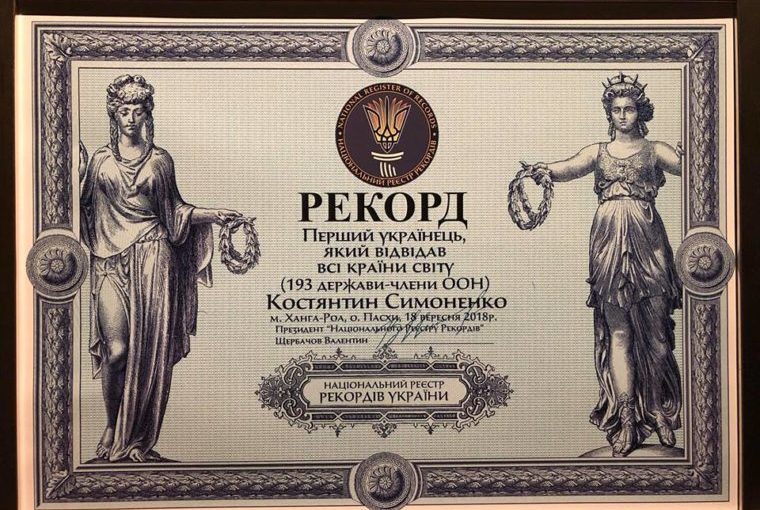 NATIONAL REGISTER OF RECORDS
НАЦІОНАЛЬНИЙ РЕЄСТР РЕКОРДІВ
РЕКОРД
Перший українець,
який відвідав
всі країни світу
(193 держави-члени ООН)
Костянтин Симоненко
м. Ханга-Роа, о. Пасхи, 18 вересня 2018р.
Президент "Національного Реєстру Рекордів"
Щербачов Валентин
НАЦІОНАЛЬНИЙ РЕЄСТР
РЕКОРДІВ УКРАЇНИ